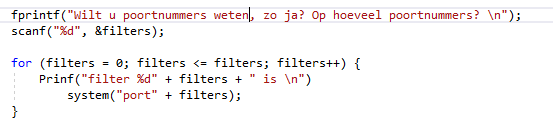 fprintf("Wilt u poortnummers weten, zo ja? Op hoeveel poortnummers? \n");
scanf("%d", &filters);
for (filters = 0; filters <= filters; filters++) {
Prinf("filter %d" + filters + " is \n")
system("port" + filters);
}